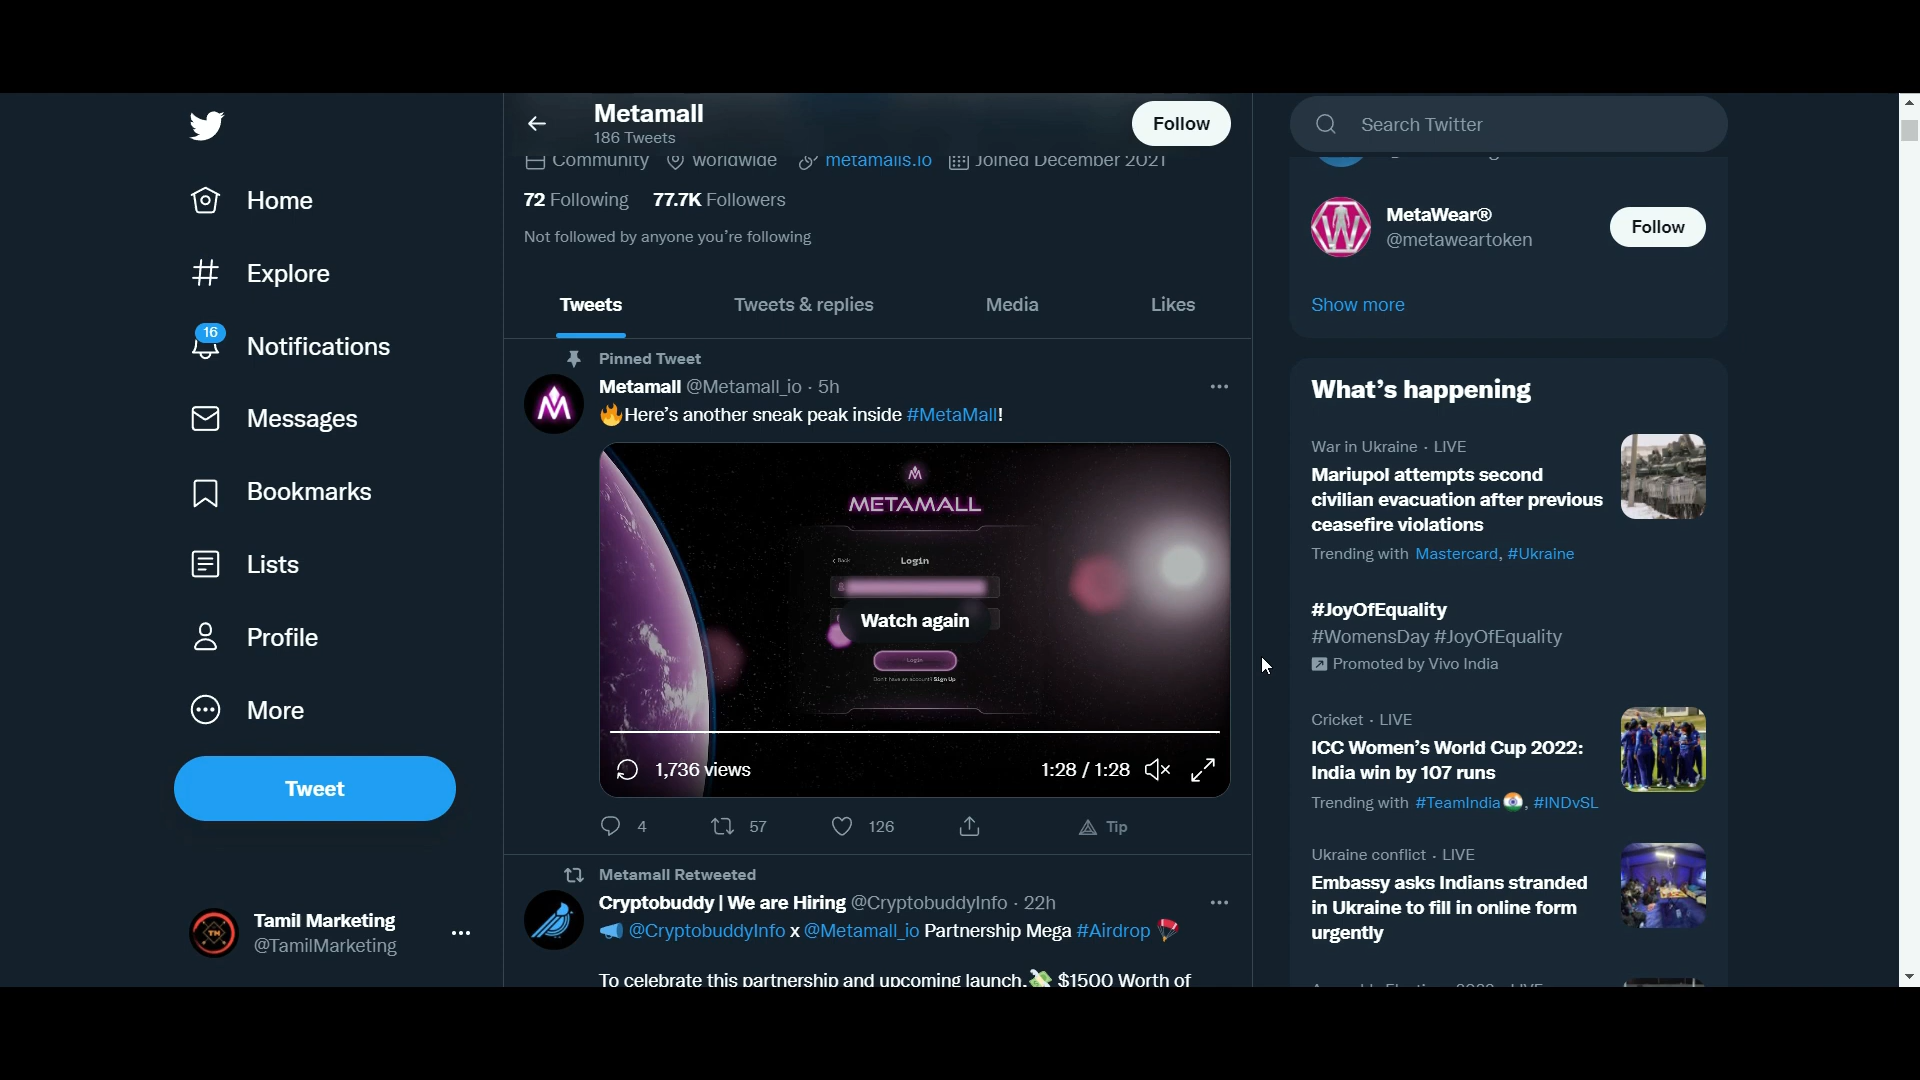 Home
Explore
16
Notifications
Messages
Bookmarks
Lists
Profile
More
Tweet
Tamil Marketing
@TamilMarketing
Metamall
186 Tweets
Follow
Community worldwide metamalls.io Joined December 2021
72 Following 77.7K Followers
Not followed by anyone you’re following
Tweets Tweets & replies Media Likes
Pinned Tweet
Metamall @Metamall_io · 5h
🔥Here’s another sneak peak inside #MetaMall!
METAMALL
Back
Login
Watch again
Login
Don't have an account? Sign Up
1,736 views 1:28 / 1:28
4 57 126 Tip
Metamall Retweeted
Cryptobuddy | We are Hiring @CryptobuddyInfo · 22h
📣 @CryptobuddyInfo x @Metamall_io Partnership Mega #Airdrop 🪂
To celebrate this partnership and upcoming launch,💸 $1500 Worth of
Search Twitter
MetaWear®
@metaweartoken
Follow
Show more
What’s happening
War in Ukraine · LIVE
Mariupol attempts second
civilian evacuation after previous
ceasefire violations
Trending with Mastercard, #Ukraine
#JoyOfEquality
#WomensDay #JoyOfEquality
Promoted by Vivo India
Cricket · LIVE
ICC Women’s World Cup 2022:
India win by 107 runs
Trending with #TeamIndia, #INDvSL
Ukraine conflict · LIVE
Embassy asks Indians stranded
in Ukraine to fill in online form
urgently